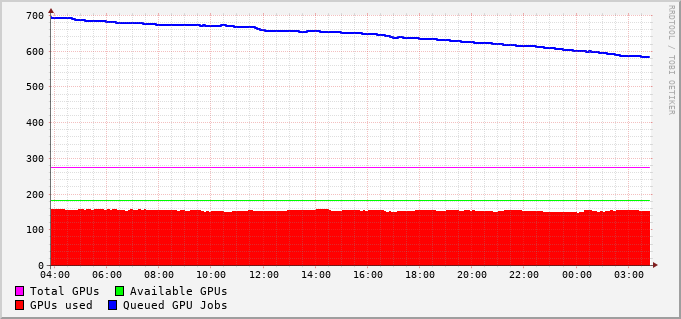 700
600
500
400
300
200
100
0
04:00 06:00 08:00 10:00 12:00 14:00 16:00 18:00 20:00 22:00 00:00 03:00
Total GPUs Available GPUs
GPUs used Queued GPU Jobs
RRDTOOL / TOBI OETIKER